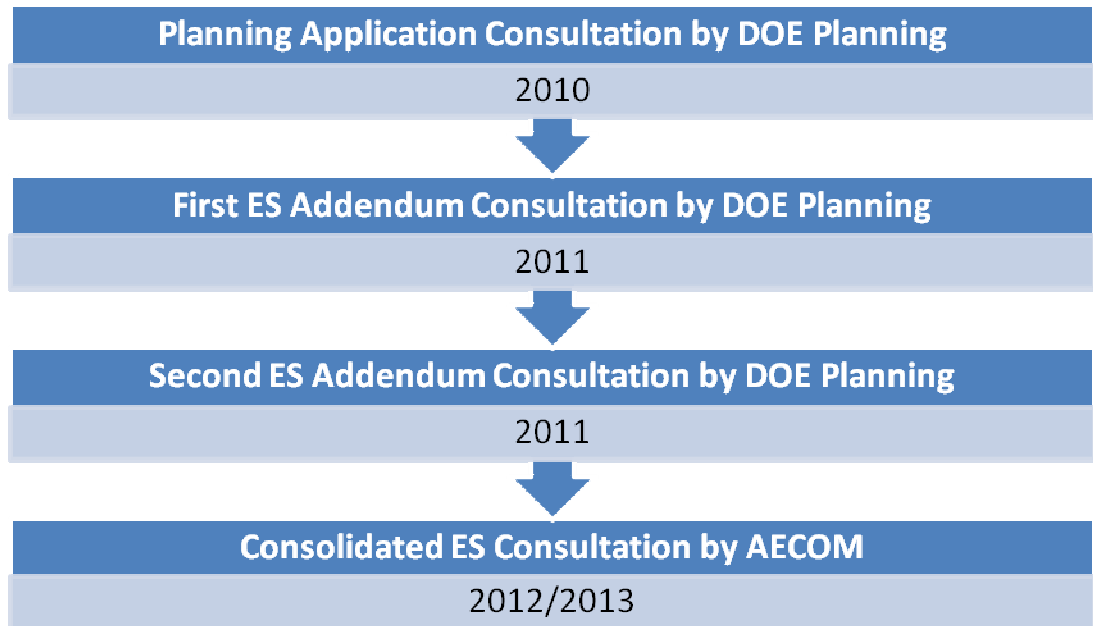 Planning Application Consultation by DOE Planning
2010
First ES Addendum Consultation by DOE Planning
2011
Second ES Addendum Consultation by DOE Planning
2011
Consolidated ES Consultation by AECOM
2012/2013